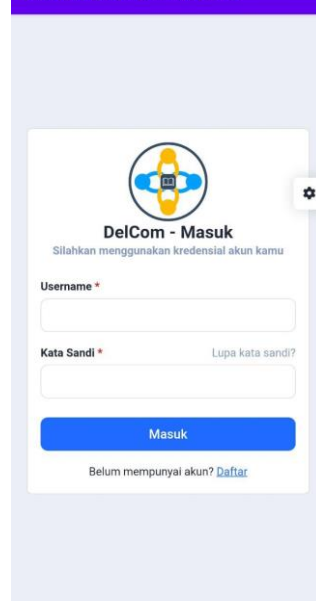 DelCom - Masuk
Silahkan menggunakan kredensial akun kamu
Username *
Kata Sandi * Lupa kata sandi?
Masuk
Belum mempunyai akun? Daftar